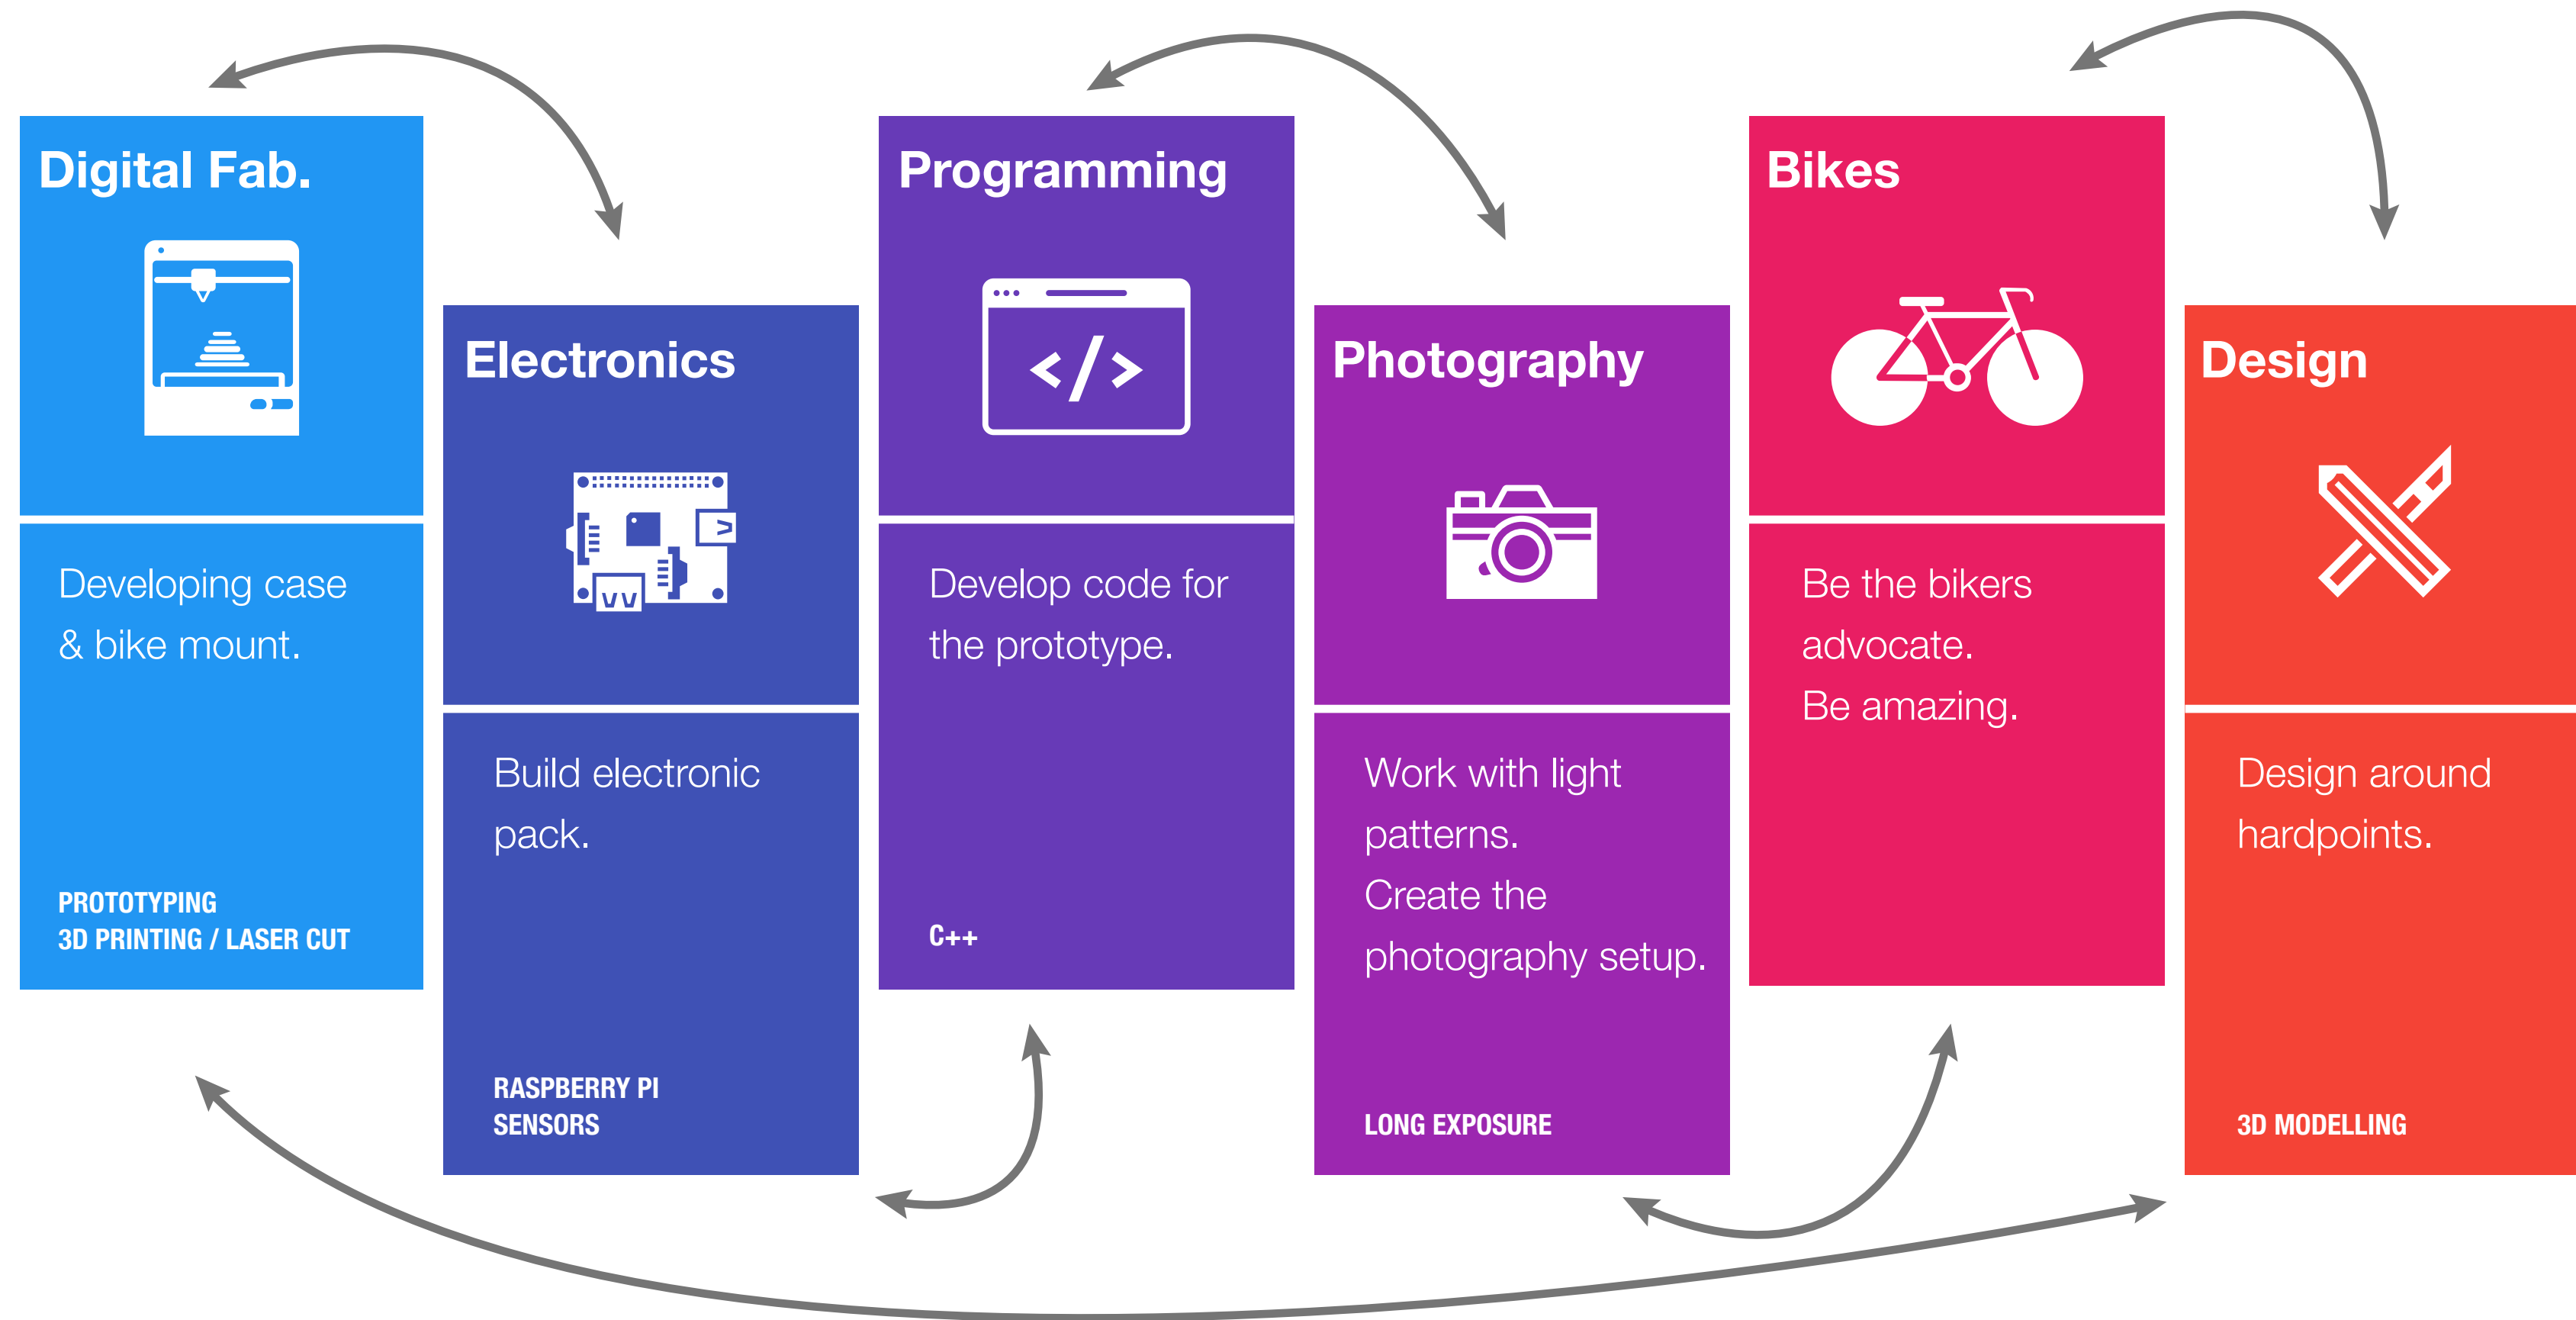 Digital Fab.
Developing case
& bike mount.
PROTOTYPING
3D PRINTING / LASER CUT
Electronics
Build electronic
pack.
RASPBERRY PI
SENSORS
Programming
</>
Develop code for
the prototype.
C++
Photography
Work with light
patterns.
Create the
photography setup.
LONG EXPOSURE
Bikes
Be the bikers
advocate.
Be amazing.
Design
Design around
hardpoints.
3D MODELLING